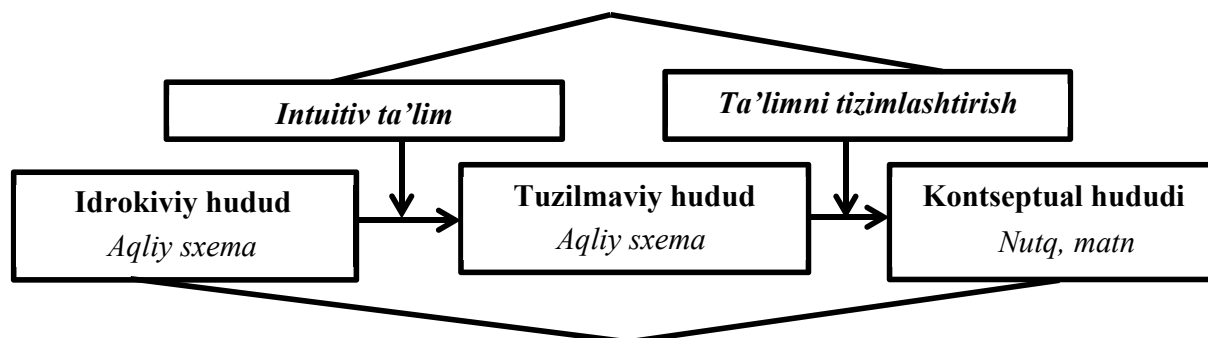 Intuitiv ta’lim
Ta’limni tizimlashtirish
Idrokiviy hudud
Aqliy sxema
Tuzilmaviy hudud
Aqliy sxema
Kontseptual hududi
Nutq, matn